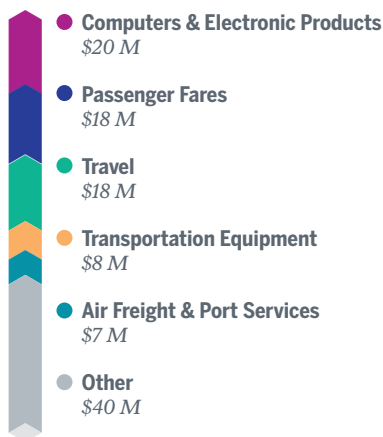 Computers & Electronic Products
$20 M
Passenger Fares
$18 M
Travel
$18 M
Transportation Equipment
$8 M
Air Freight & Port Services
$7 M
Other
$40 M